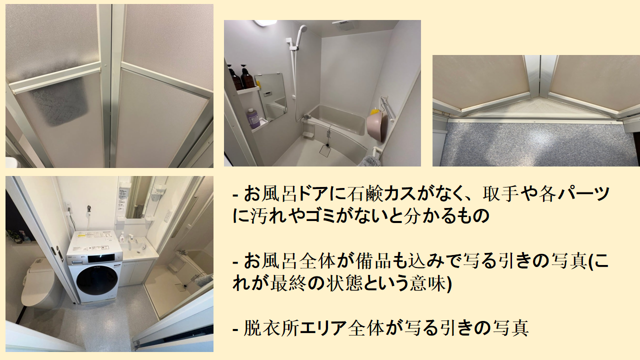 - お風呂ドアに石鹸カスがなく、取手や各パーツ
に汚れやゴミがないと分かるもの
- お風呂全体が備品も込みで写る引きの写真(こ
れが最終の状態という意味)
- 脱衣所エリア全体が写る引きの写真